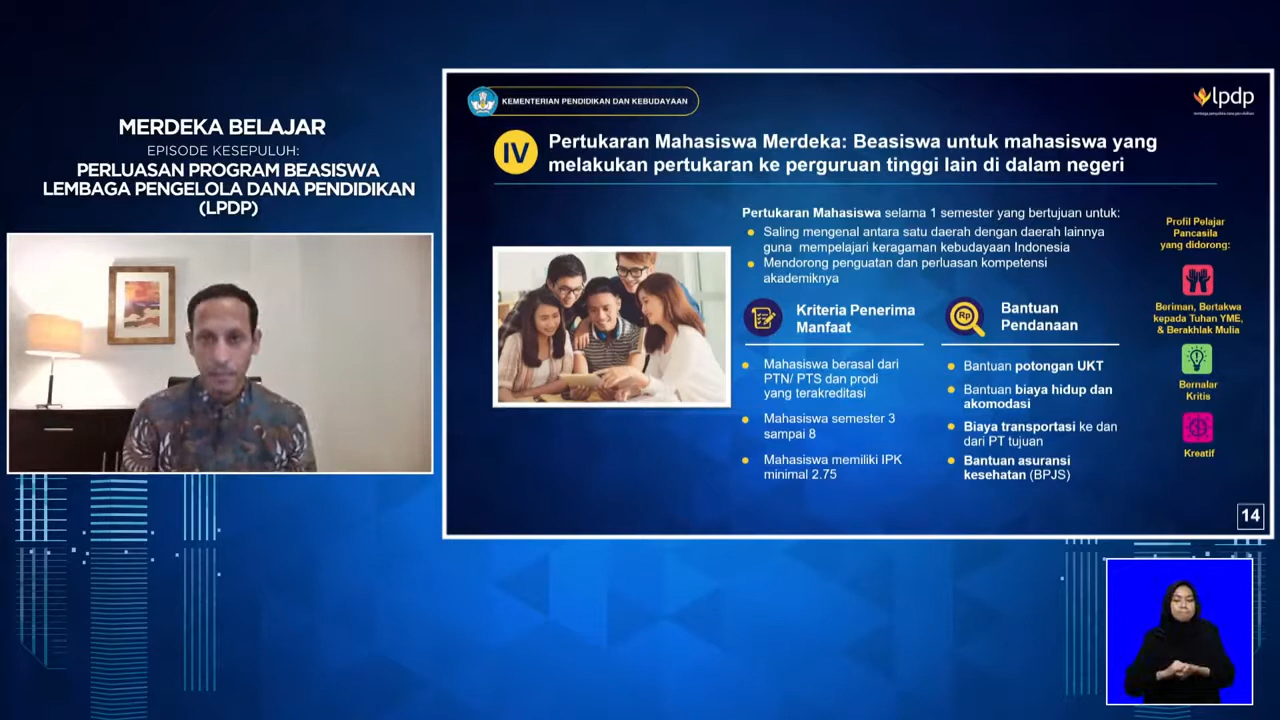 MERDEKA BELAJAR
EPISODE KESEPULUH:
PERLUASAN PROGRAM BEASISWA
LEMBAGA PENGELOLA DANA PENDIDIKAN
(LPDP)
KEMENTERIAN PENDIDIKAN DAN KEBUDAYAAN
lpdp
lembaga pengelola dana pendidikan
IV
Pertukaran Mahasiswa Merdeka: Beasiswa untuk mahasiswa yang
melakukan pertukaran ke perguruan tinggi lain di dalam negeri
Pertukaran Mahasiswa selama 1 semester yang bertujuan untuk:
Saling mengenal antara satu daerah dengan daerah lainnya
guna mempelajari keragaman kebudayaan Indonesia
Mendorong penguatan dan perluasan kompetensi
akademiknya
Kriteria Penerima
Manfaat
Mahasiswa berasal dari
PTN/ PTS dan prodi
yang terakreditasi
Mahasiswa semester 3
sampai 8
Mahasiswa memiliki IPK
minimal 2.75
Rp
Bantuan
Pendanaan
Bantuan potongan UKT
Bantuan biaya hidup dan
akomodasi
Biaya transportasi ke dan
dari PT tujuan
Bantuan asuransi
kesehatan (BPJS)
Profil Pelajar
Pancasila
yang didorong:
Beriman, Bertakwa
kepada Tuhan YME,
& Berakhlak Mulia
Bernalar
Kritis
Kreatif
14